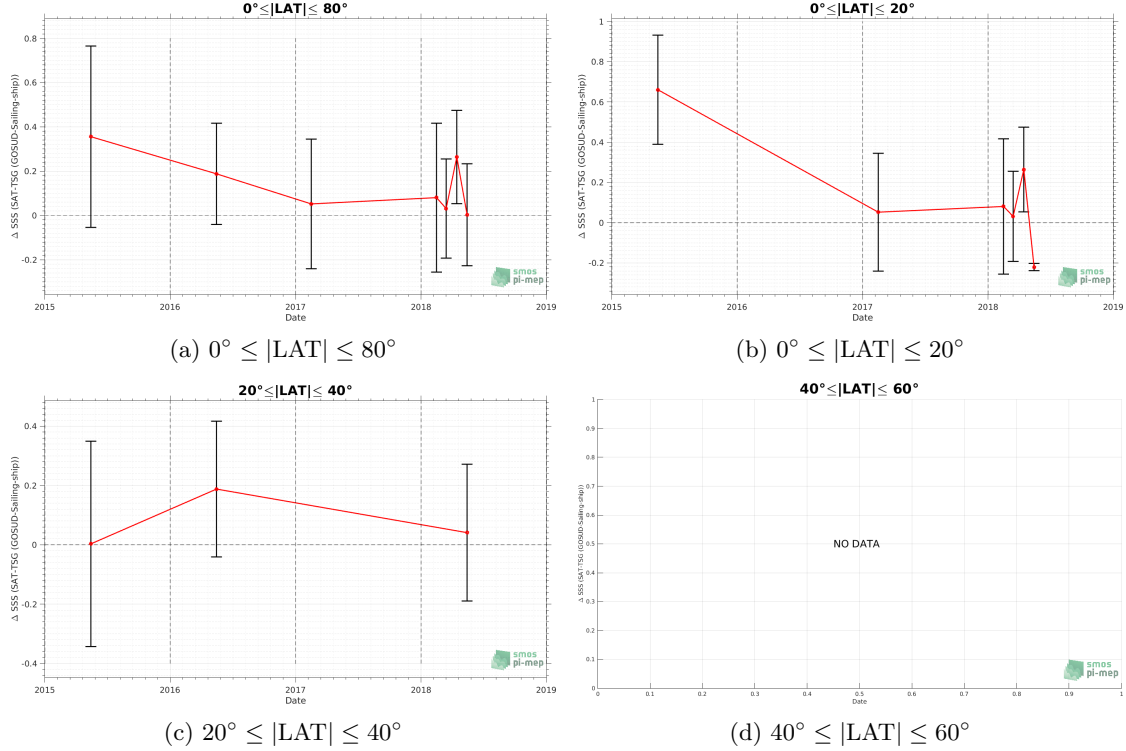 0°≤|LAT|≤ 80°
Δ SSS (SAT-TSG (GOSUD-Sailing-ship))
0.8
0.6
0.4
0.2
0
-0.2
2015
2016
2017
2018
2019
Date
smos
pi-mep
(a) 0° ≤ |LAT| ≤ 80°
0°≤|LAT|≤ 20°
Δ SSS (SAT-TSG (GOSUD-Sailing-ship))
1
0.8
0.6
0.4
0.2
0
-0.2
2015
2016
2017
2018
2019
Date
smos
pi-mep
(b) 0° ≤ |LAT| ≤ 20°
20°≤|LAT|≤ 40°
Δ SSS (SAT-TSG (GOSUD-Sailing-ship))
0.4
0.2
0
-0.2
-0.4
2015
2016
2017
2018
2019
Date
smos
pi-mep
(c) 20° ≤ |LAT| ≤ 40°
40°≤|LAT|≤ 60°
Δ SSS (SAT-TSG (GOSUD-Sailing-ship))
1
0.9
0.8
0.7
0.6
0.5
0.4
0.3
0.2
0.1
0
NO DATA
0
0.1
0.2
0.3
0.4
0.5
0.6
0.7
0.8
0.9
1
Date
smos
pi-mep
(d) 40° ≤ |LAT| ≤ 60°